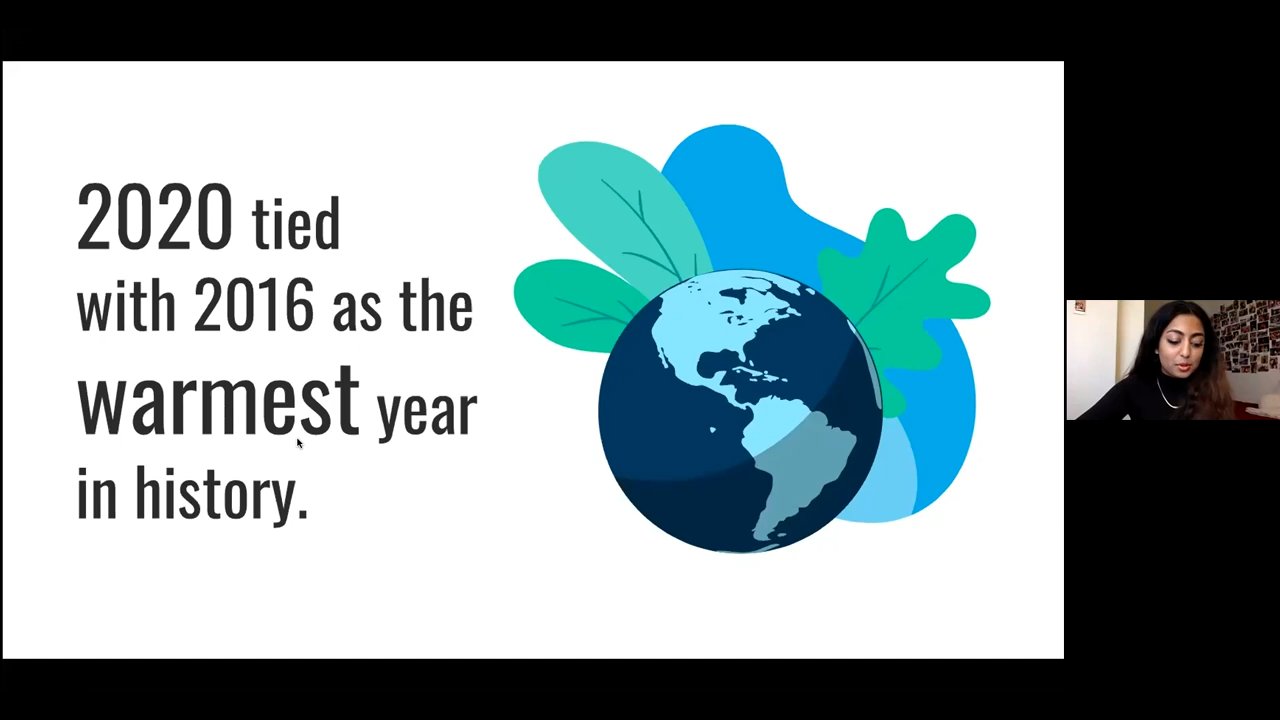 2020 tied
with 2016 as the
warmest year
in history.